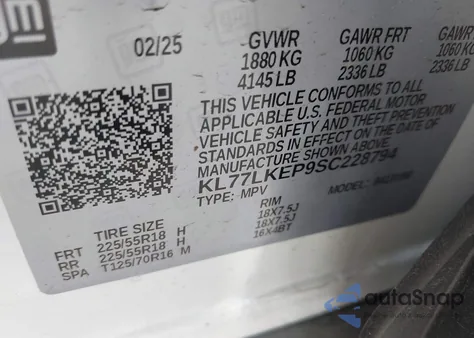 GM
02/25 GVWR GAWR FRT GAWR
1880 KG 1060 KG 1060 KG
4145 LB 2336 LB 2336 LB
THIS VEHICLE CONFORMS TO ALL
APPLICABLE U.S. FEDERAL MOTOR
VEHICLE SAFETY AND THEFT PREVENTION
STANDARDS IN EFFECT ON THE DATE OF
MANUFACTURE SHOWN ABOVE.
KL77LKEP9SC228794
TYPE: MPV MODEL:
TIRE SIZE RIM
FRT 225/55R18 H 18X7.5J
RR 225/55R18 H 18X7.5J
SPA T125/70R16 M 16X4BT
autoSnap